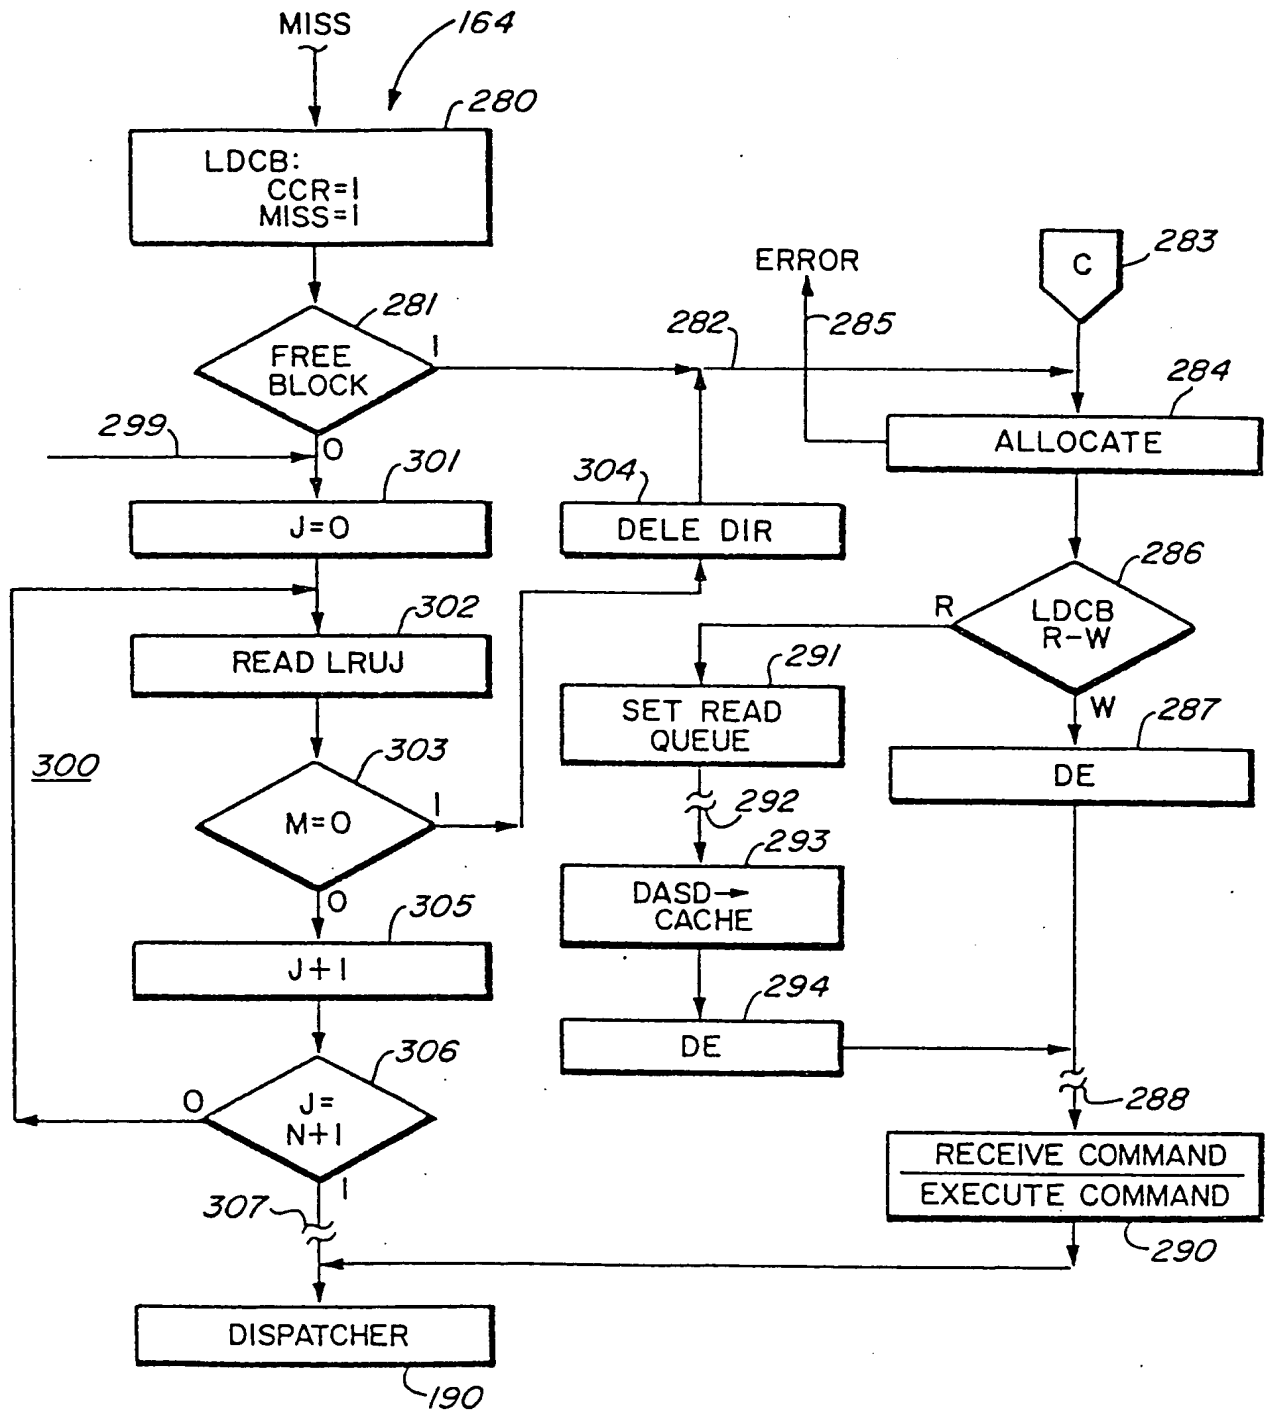 MISS
164
280
LDCB:
CCR=1
MISS=1
281
FREE
BLOCK
1
0
299
301
J=0
302
READ LRUJ
300
303
M=0
1
0
305
J+1
306
J=
N+1
0
1
307
DISPATCHER
190
ERROR
285
282
C
283
284
ALLOCATE
304
DELE DIR
286
LDCB
R-W
R
W
291
SET READ
QUEUE
292
293
DASD→
CACHE
294
DE
287
DE
288
RECEIVE COMMAND
EXECUTE COMMAND
290